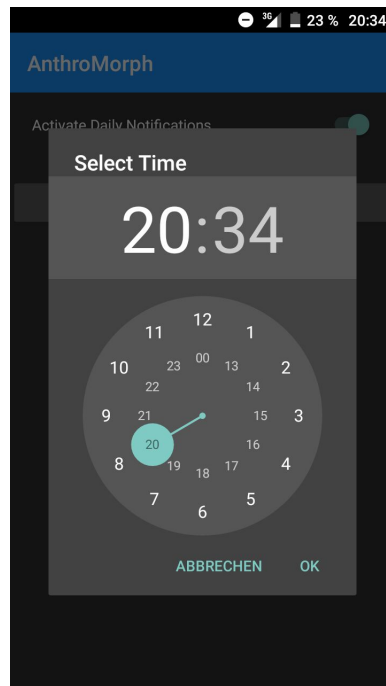 3G 23 % 20:34
AnthroMorph
Activate Daily Notifications
Select Time
20:34
12
11 1
00
10 23 13 2
22 14
9 21 15 3
20 16
8 19 17 4
18
7 5
6
ABBRECHEN OK